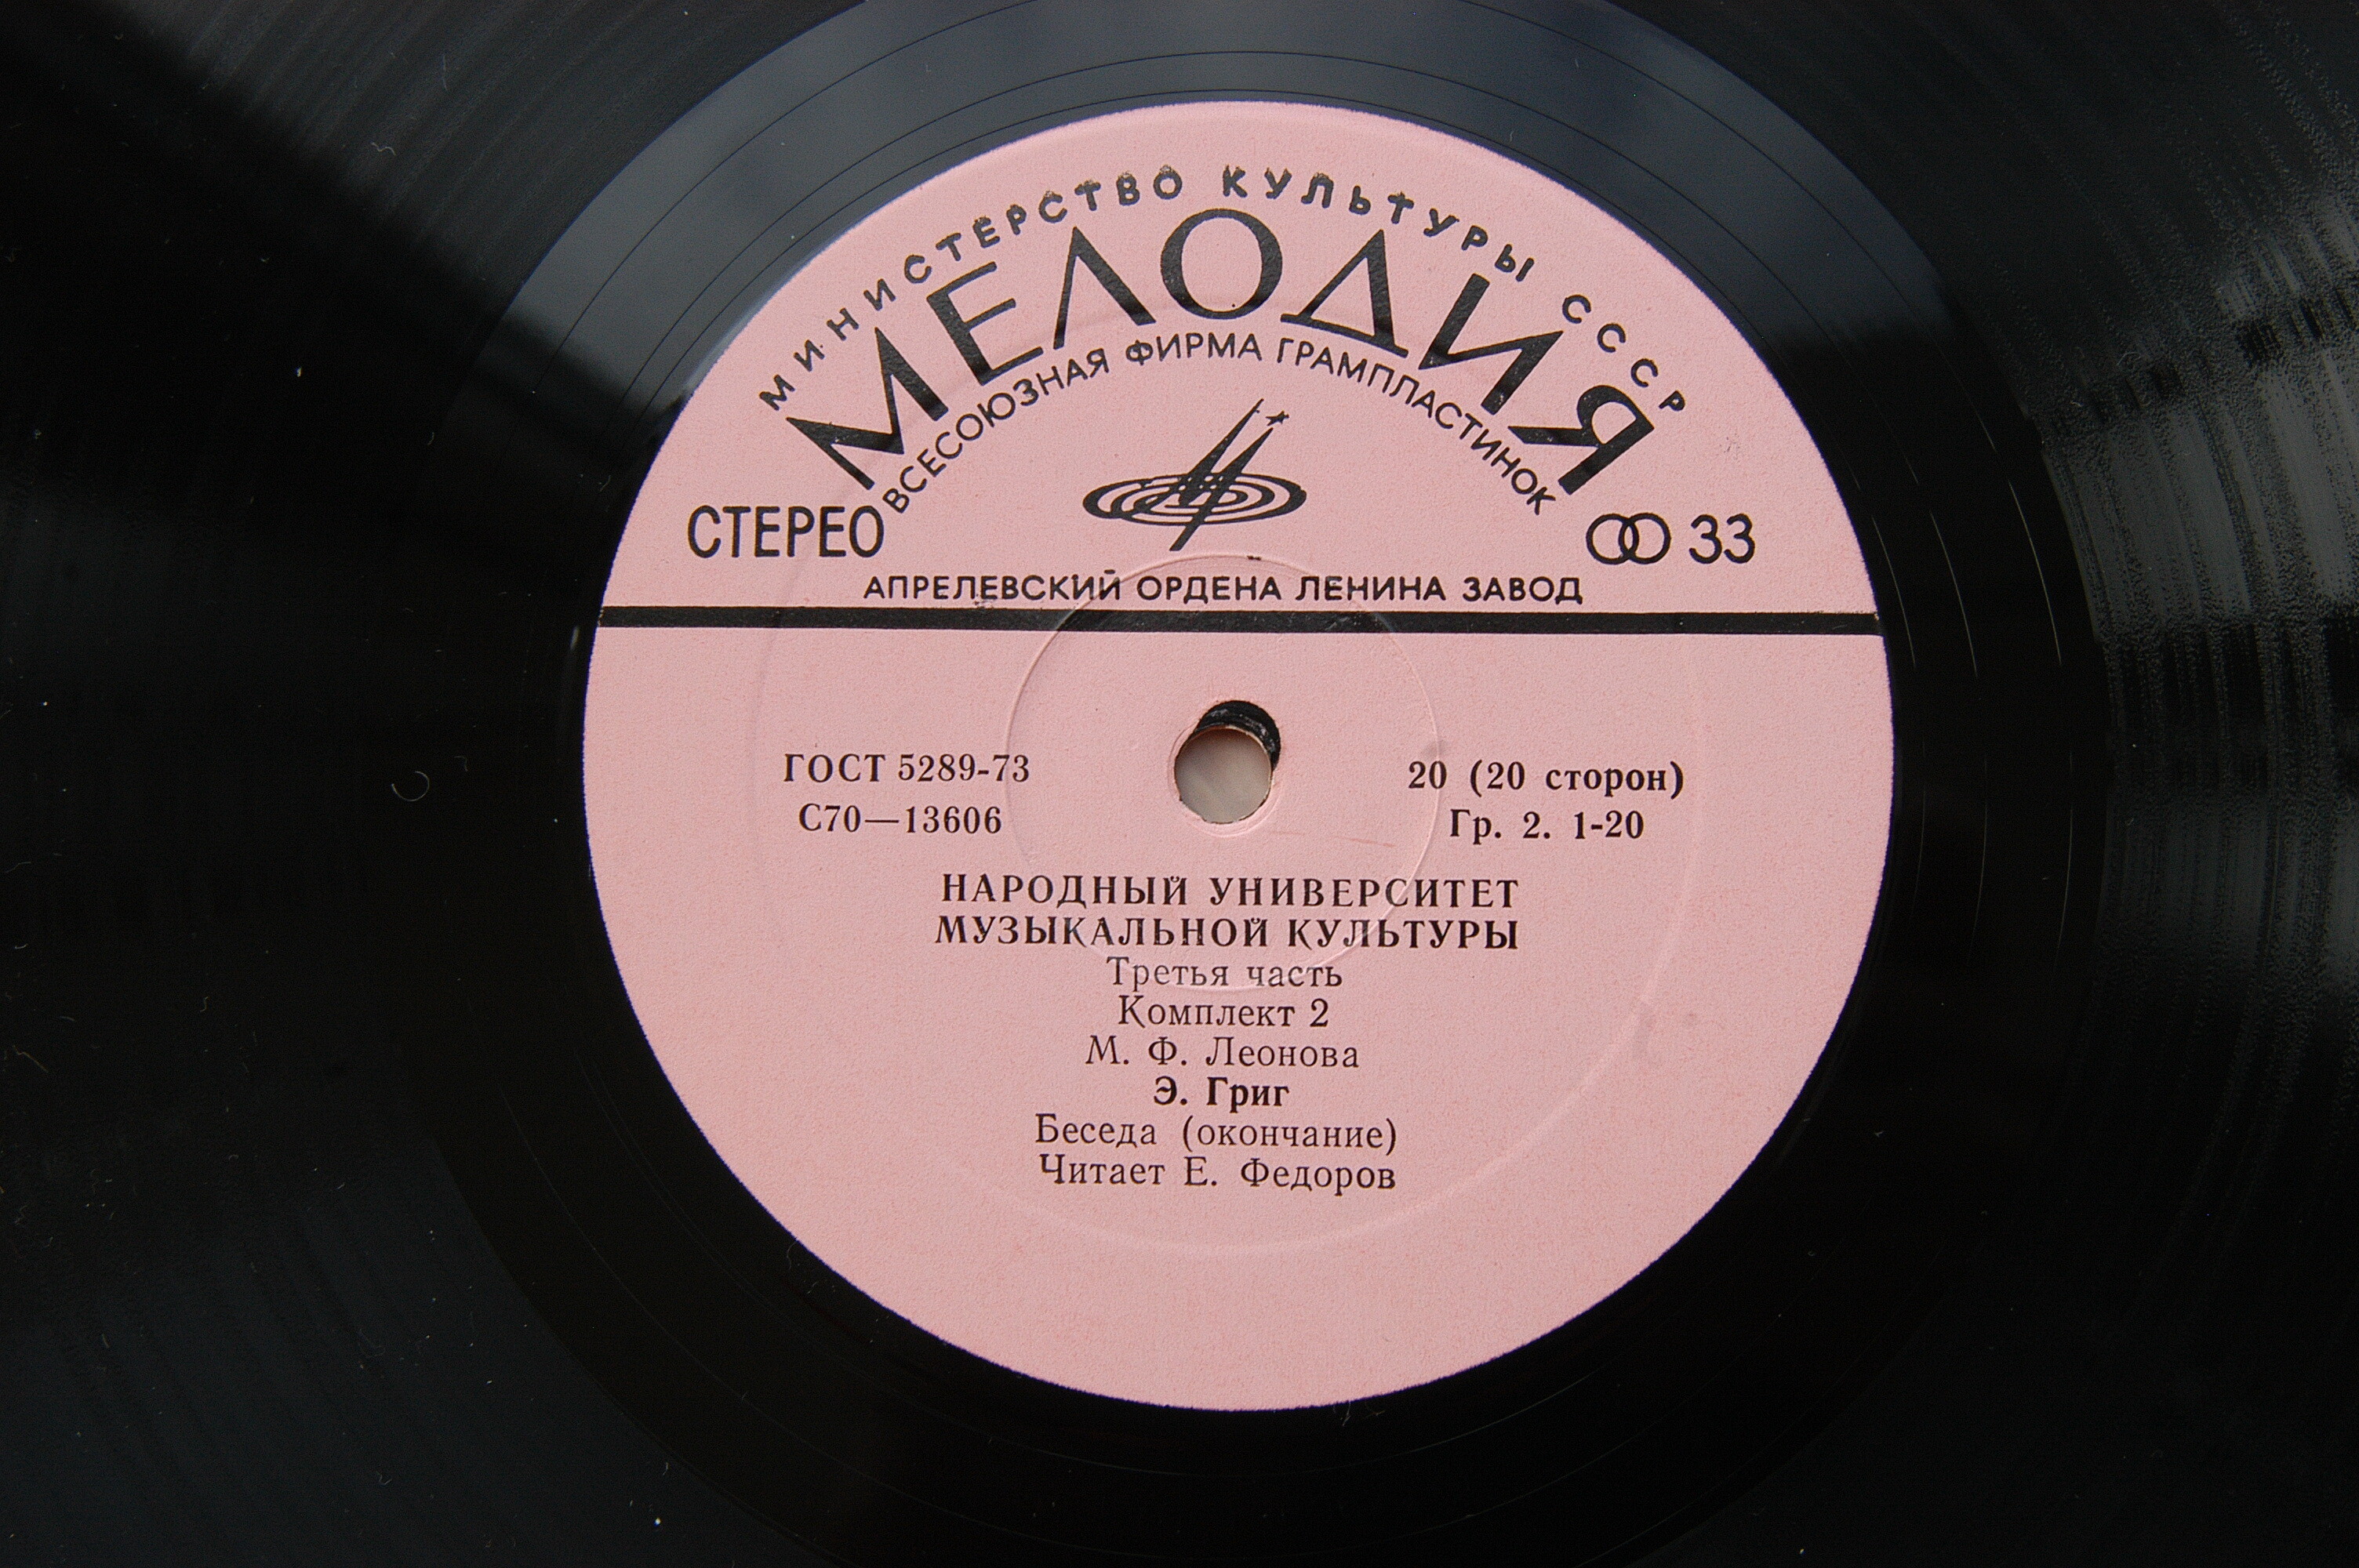 МИНИСТЕРСТВО КУЛЬТУРЫ СССР
МЕЛОДИЯ
ВСЕСОЮЗНАЯ ФИРМА ГРАМПЛАСТИНОК
СТЕРЕО
33
АПРЕЛЕВСКИЙ ОРДЕНА ЛЕНИНА ЗАВОД
ГОСТ 5289-73
С70—13606
20 (20 сторон)
Гр. 2. 1-20
НАРОДНЫЙ УНИВЕРСИТЕТ
МУЗЫКАЛЬНОЙ КУЛЬТУРЫ
Третья часть
Комплект 2
М. Ф. Леонова
Э. Григ
Беседа (окончание)
Читает Е. Федоров